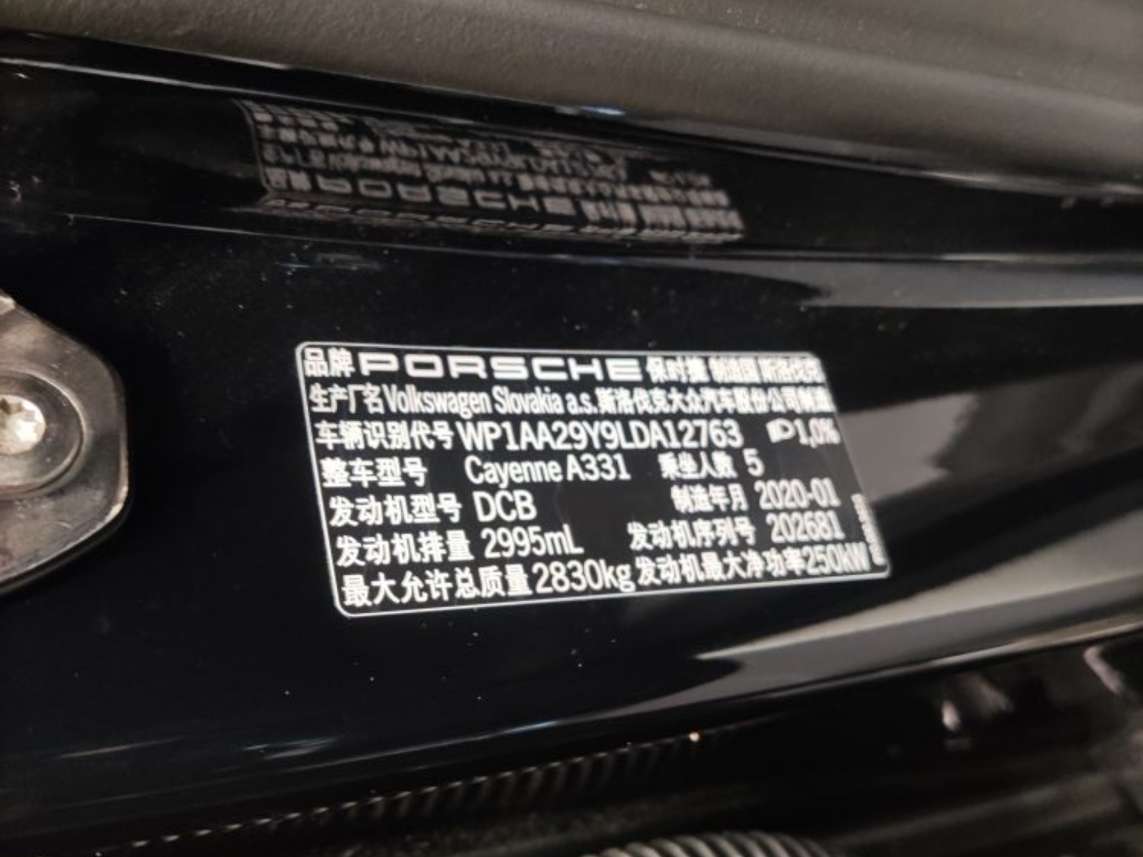 品牌 PORSCHE 保时捷 制造国 斯洛伐克
生产厂名 Volkswagen Slovakia a.s. 斯洛伐克大众汽车股份公司制造
车辆识别代号 WP1AA29Y9LDA12763 1,0%
整车型号 Cayenne A331 乘坐人数 5
发动机型号 DCB 制造年月 2020-01
发动机排量 2995mL 发动机序列号 202681
最大允许总质量 2830kg 发动机最大净功率 250kW